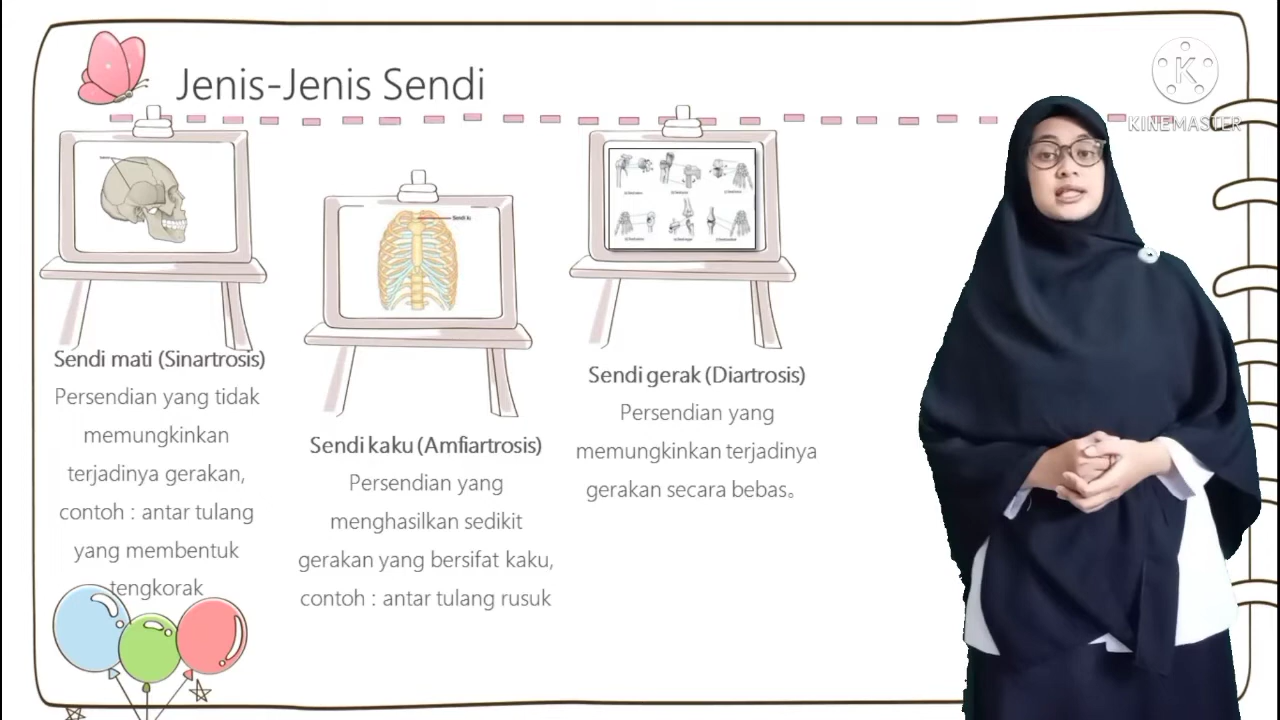 Jenis-Jenis Sendi
K
KINEMASTER
Sendi mati (Sinartrosis)
Persendian yang tidak
memungkinkan
terjadinya gerakan,
contoh : antar tulang
yang membentuk
tengkorak
Sendi kaku (Amfiartrosis)
Persendian yang
menghasilkan sedikit
gerakan yang bersifat kaku,
contoh : antar tulang rusuk
Sendi gerak (Diartrosis)
Persendian yang
memungkinkan terjadinya
gerakan secara bebas。